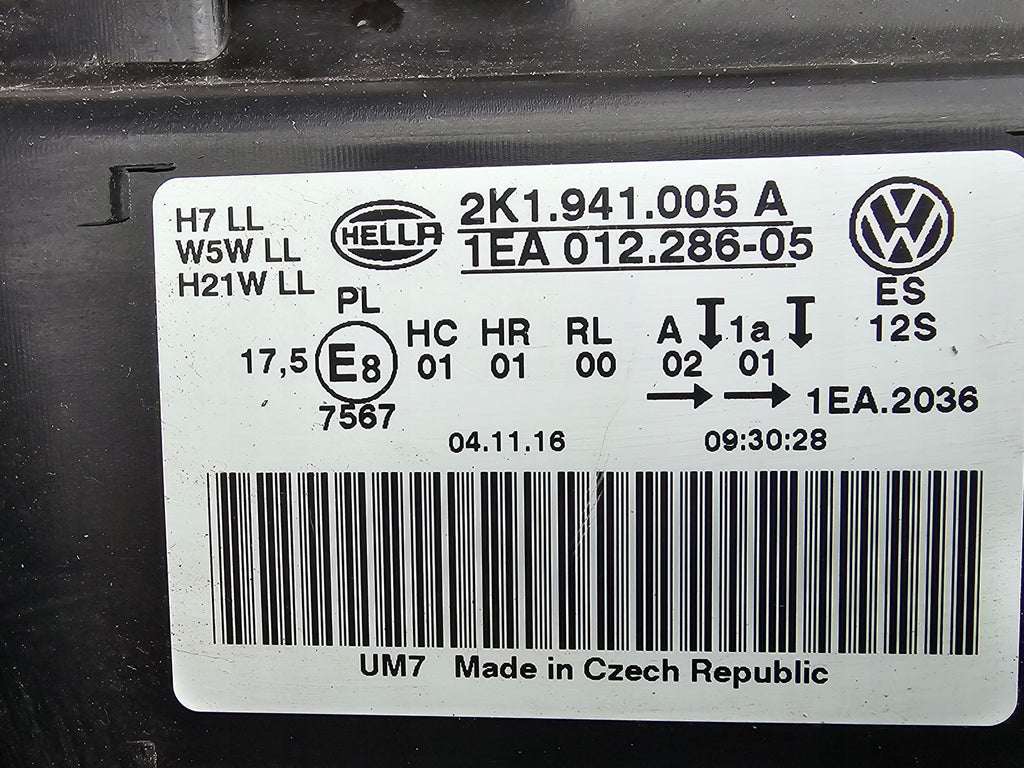 H7 LL
W5W LL
H21W LL
HELLA
2K1.941.005 A
1EA 012.286-05
ES
12S
PL
17,5 E8
7567
HC HR RL A 1a
01 01 00 02 01
1EA.2036
04.11.16 09:30:28
UM7 Made in Czech Republic